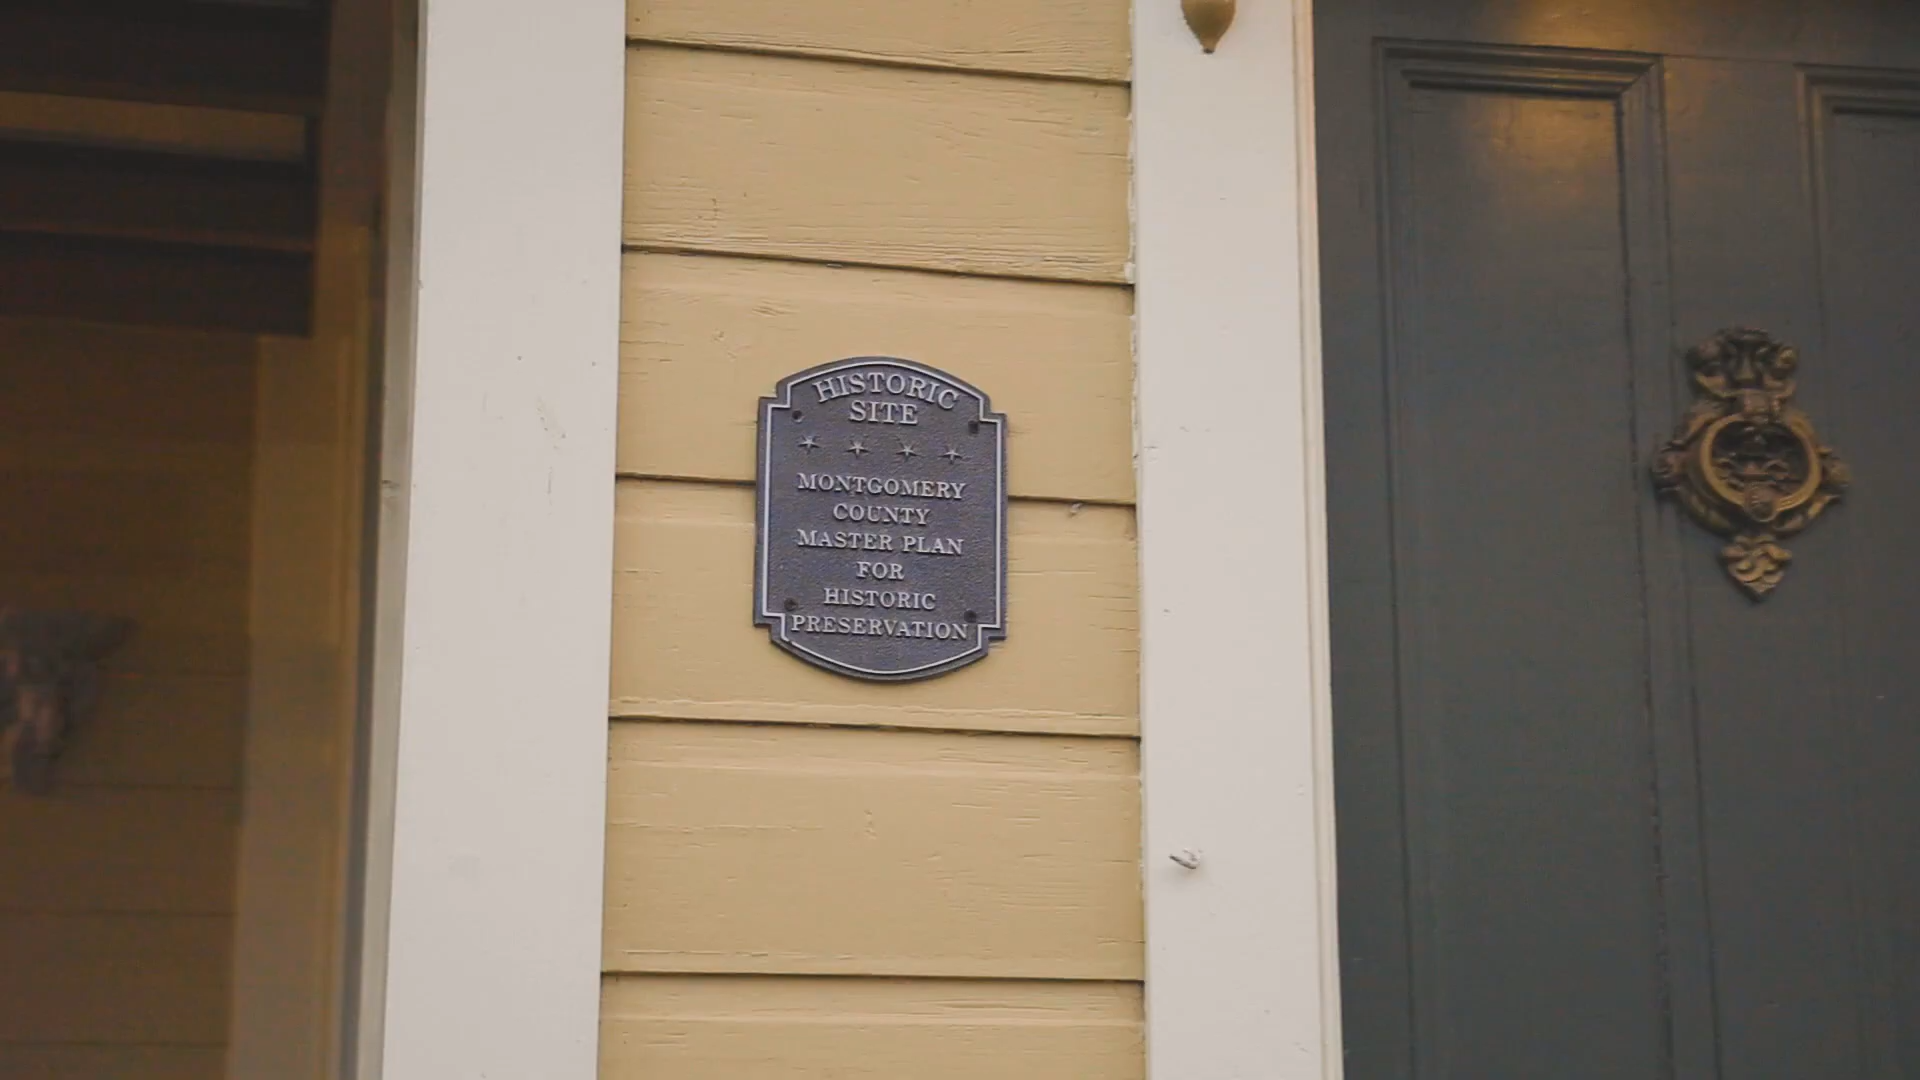 HISTORIC
SITE
MONTGOMERY
COUNTY
MASTER PLAN
FOR
HISTORIC
PRESERVATION